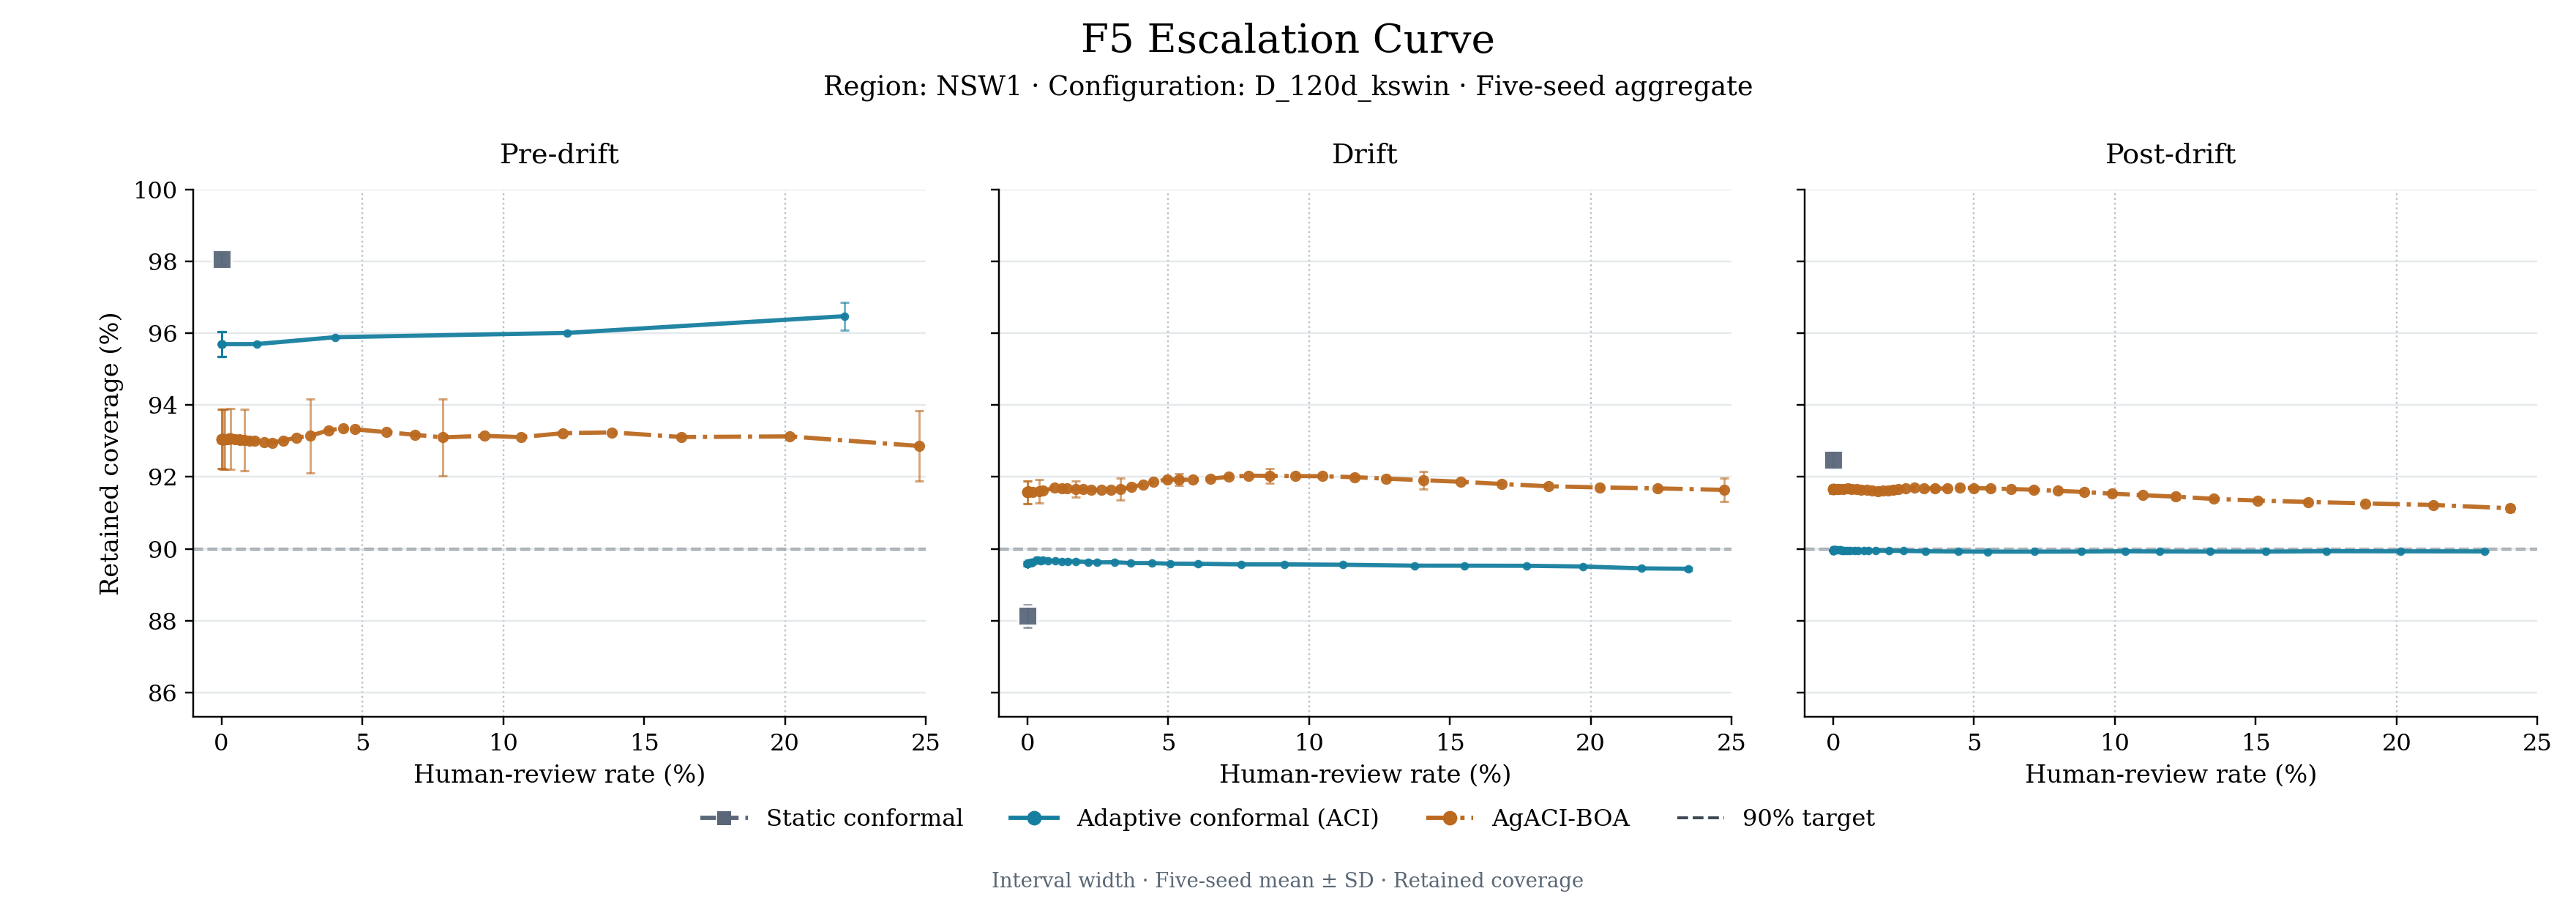 F5 Escalation Curve
Region: NSW1 · Configuration: D_120d_kswin · Five-seed aggregate
Pre-drift
Drift
Post-drift
Retained coverage (%)
100
98
96
94
92
90
88
86
0 5 10 15 20 25
0 5 10 15 20 25
0 5 10 15 20 25
Human-review rate (%)
Human-review rate (%)
Human-review rate (%)
Static conformal
Adaptive conformal (ACI)
AgACI-BOA
90% target
Interval width · Five-seed mean ± SD · Retained coverage